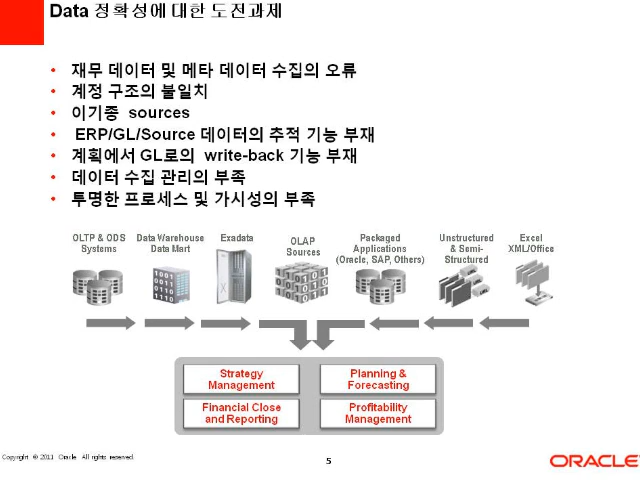 Data 정확성에 대한 도전과제
• 재무 데이터 및 메타 데이터 수집의 오류
• 계정 구조의 불일치
• 이기종 sources
• ERP/GL/Source 데이터의 추적 기능 부재
• 계획에서 GL로의 write-back 기능 부재
• 데이터 수집 관리의 부족
• 투명한 프로세스 및 가시성의 부족
OLTP & ODS
Systems
Data Warehouse
Data Mart
Exadata
OLAP
Sources
Packaged
Applications
(Oracle, SAP, Others)
Unstructured
& Semi-
Structured
Excel
XML/Office
1001
0011
0110
1110
Strategy
Management
Planning &
Forecasting
Financial Close
and Reporting
Profitability
Management
Copyright © 2011 Oracle. All rights reserved.
5
ORACLE